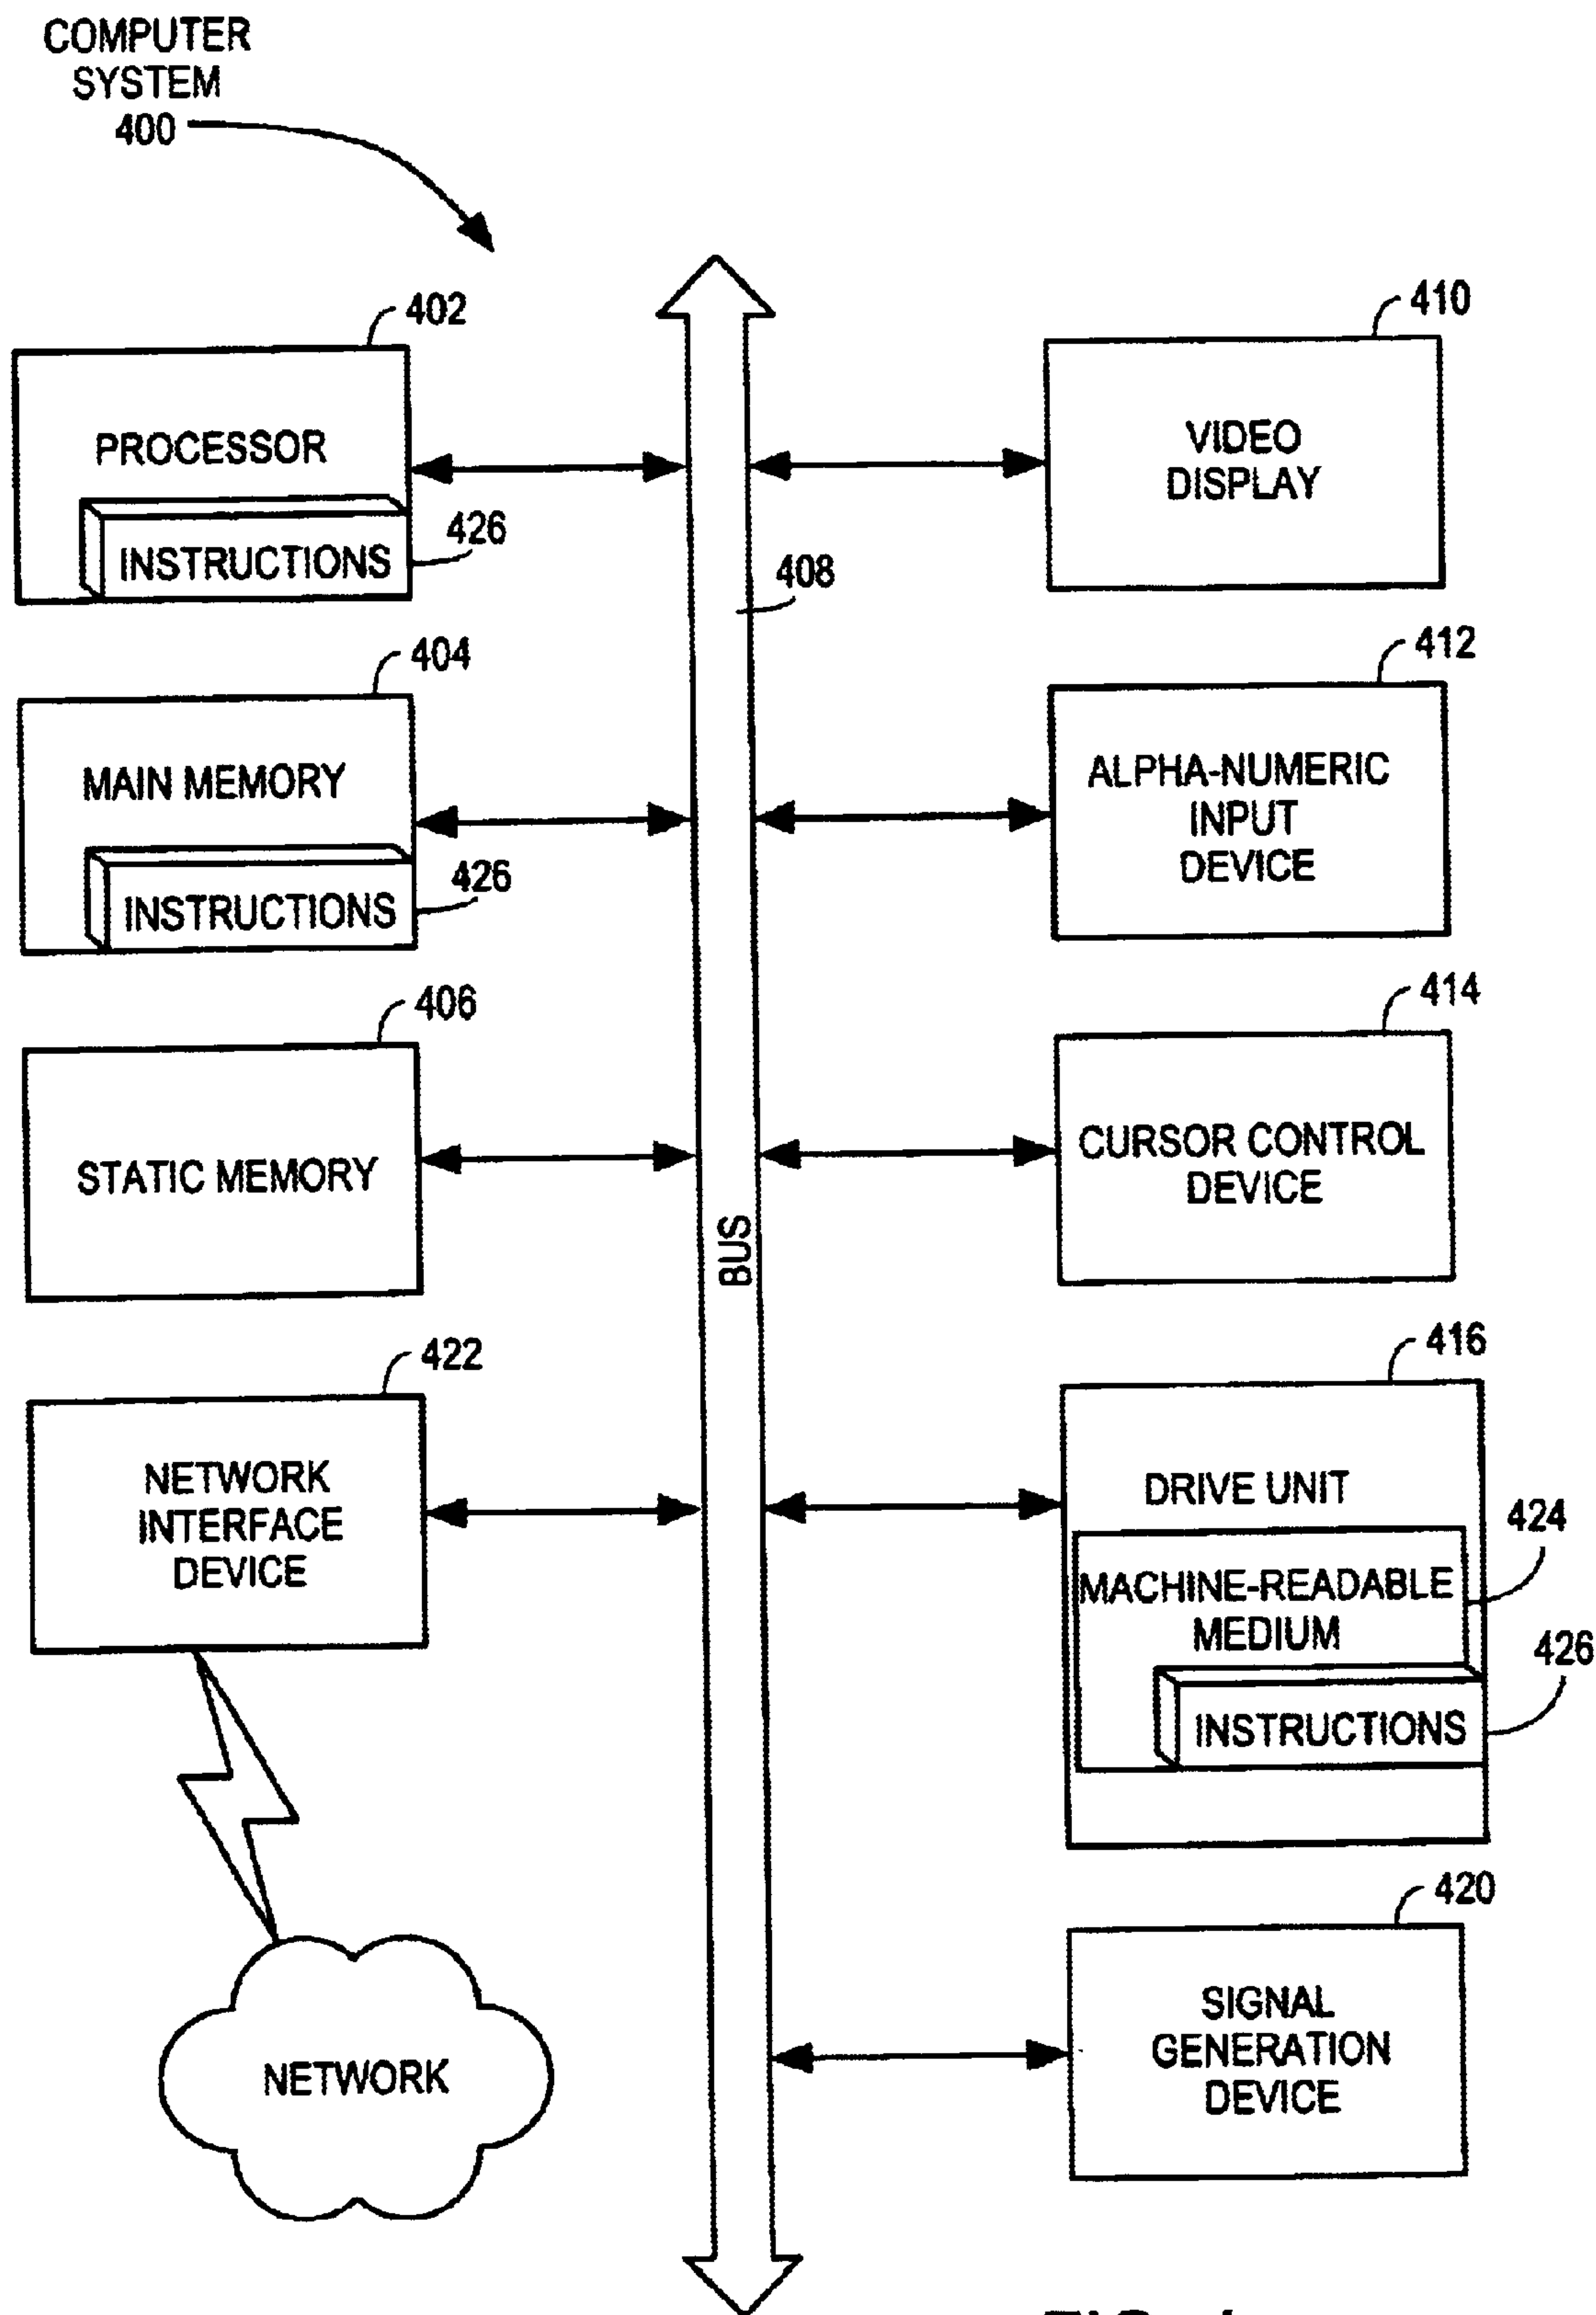 COMPUTER
SYSTEM
400
402
PROCESSOR
INSTRUCTIONS
426
404
MAIN MEMORY
INSTRUCTIONS
426
406
STATIC MEMORY
422
NETWORK
INTERFACE
DEVICE
NETWORK
408
BUS
410
VIDEO
DISPLAY
412
ALPHA-NUMERIC
INPUT
DEVICE
414
CURSOR CONTROL
DEVICE
416
DRIVE UNIT
424
MACHINE-READABLE
MEDIUM
426
INSTRUCTIONS
420
SIGNAL
GENERATION
DEVICE